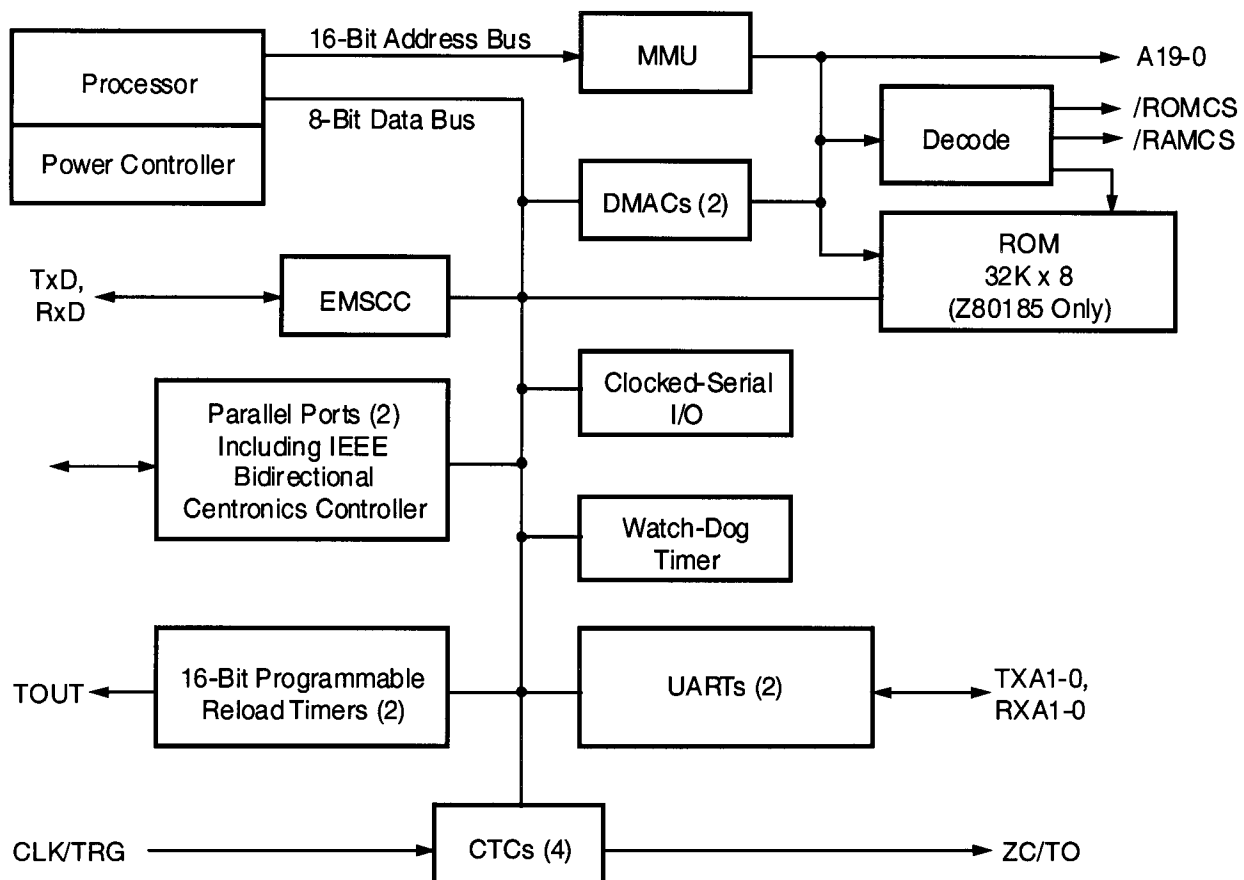 16-Bit Address Bus
Processor
8-Bit Data Bus
Power Controller
MMU
A19-0
/ROMCS
/RAMCS
Decode
DMACs (2)
ROM
32K x 8
(Z80185 Only)
TxD,
RxD
EMSCC
Clocked-Serial
I/O
Parallel Ports (2)
Including IEEE
Bidirectional
Centronics Controller
Watch-Dog
Timer
TOUT
16-Bit Programmable
Reload Timers (2)
UARTs (2)
TXA1-0,
RXA1-0
CLK/TRG
CTCs (4)
ZC/TO